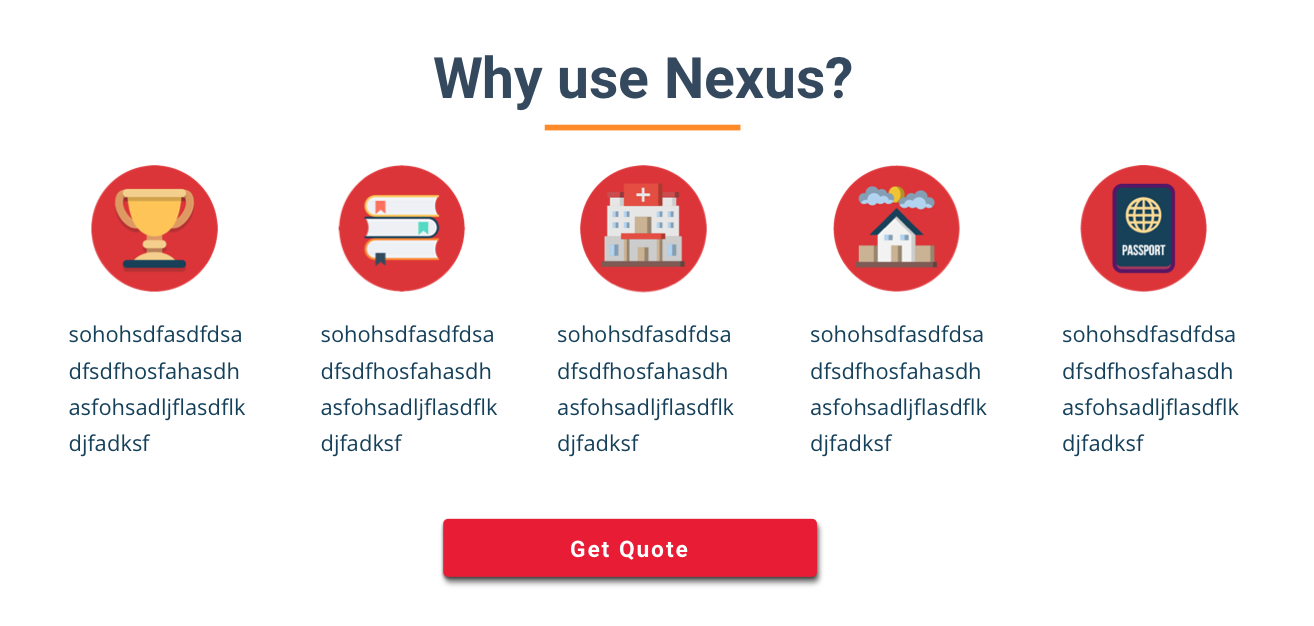 Why use Nexus?
PASSPORT
sohohsdfasdfdsa
dfsdfhosfahasdh
asfohsadljflasdflk
djfadksf
sohohsdfasdfdsa
dfsdfhosfahasdh
asfohsadljflasdflk
djfadksf
sohohsdfasdfdsa
dfsdfhosfahasdh
asfohsadljflasdflk
djfadksf
sohohsdfasdfdsa
dfsdfhosfahasdh
asfohsadljflasdflk
djfadksf
sohohsdfasdfdsa
dfsdfhosfahasdh
asfohsadljflasdflk
djfadksf
Get Quote